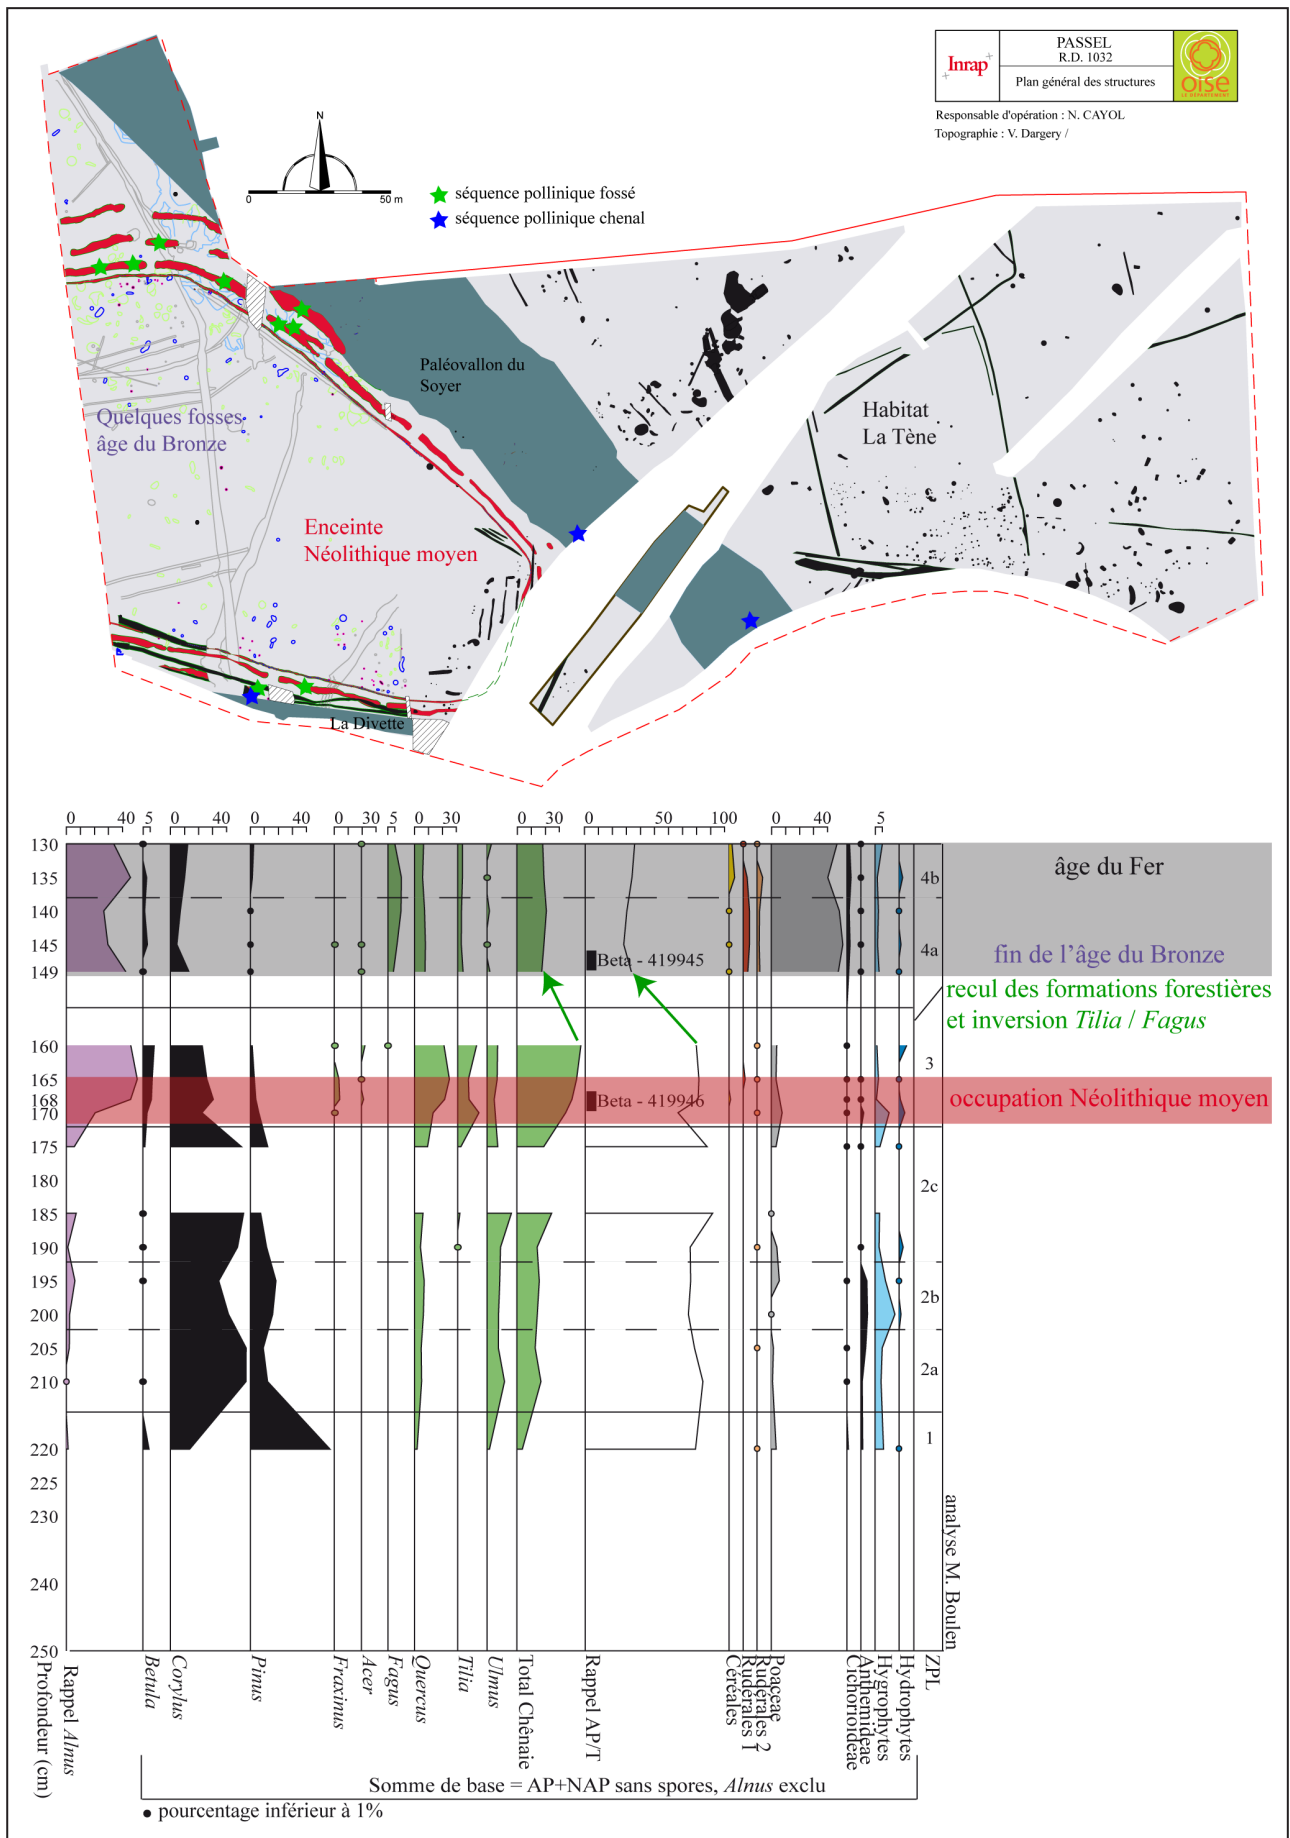 Inrap
PASSEL
R.D. 1032
Plan général des structures
OISE
LE DÉPARTEMENT
Responsable d'opération : N. CAYOL
Topographie : V. Dargery /
N
0 50 m
séquence pollinique fossé
séquence pollinique chenal
Paléovallon du
Soyer
Habitat
La Tène
Quelques fosses
âge du Bronze
Enceinte
Néolithique moyen
La Divette
0 40 5 0 40 0 40 0 30 5 0 30 0 30 0 50 100 0 40 5
130
135
140
145
149
160
165
168
170
175
180
185
190
195
200
205
210
220
225
230
240
250
Beta - 419945
Beta - 419946
4b
4a
3
2c
2b
2a
1
âge du Fer
fin de l'âge du Bronze
recul des formations forestières
et inversion Tilia / Fagus
occupation Néolithique moyen
analyse M. Boulen
Profondeur (cm)
Rappel Alnus
Betula
Corylus
Pinus
Fraxinus
Acer
Fagus
Quercus
Tilia
Ulmus
Total Chênaie
Rappel AP/T
Céréales
Rudérales 1
Rudérales 2
Poaceae
Cichorioideae
Anthemideae
Hygrophytes
Hydrophytes
ZPL
Somme de base = AP+NAP sans spores, Alnus exclu
● pourcentage inférieur à 1%